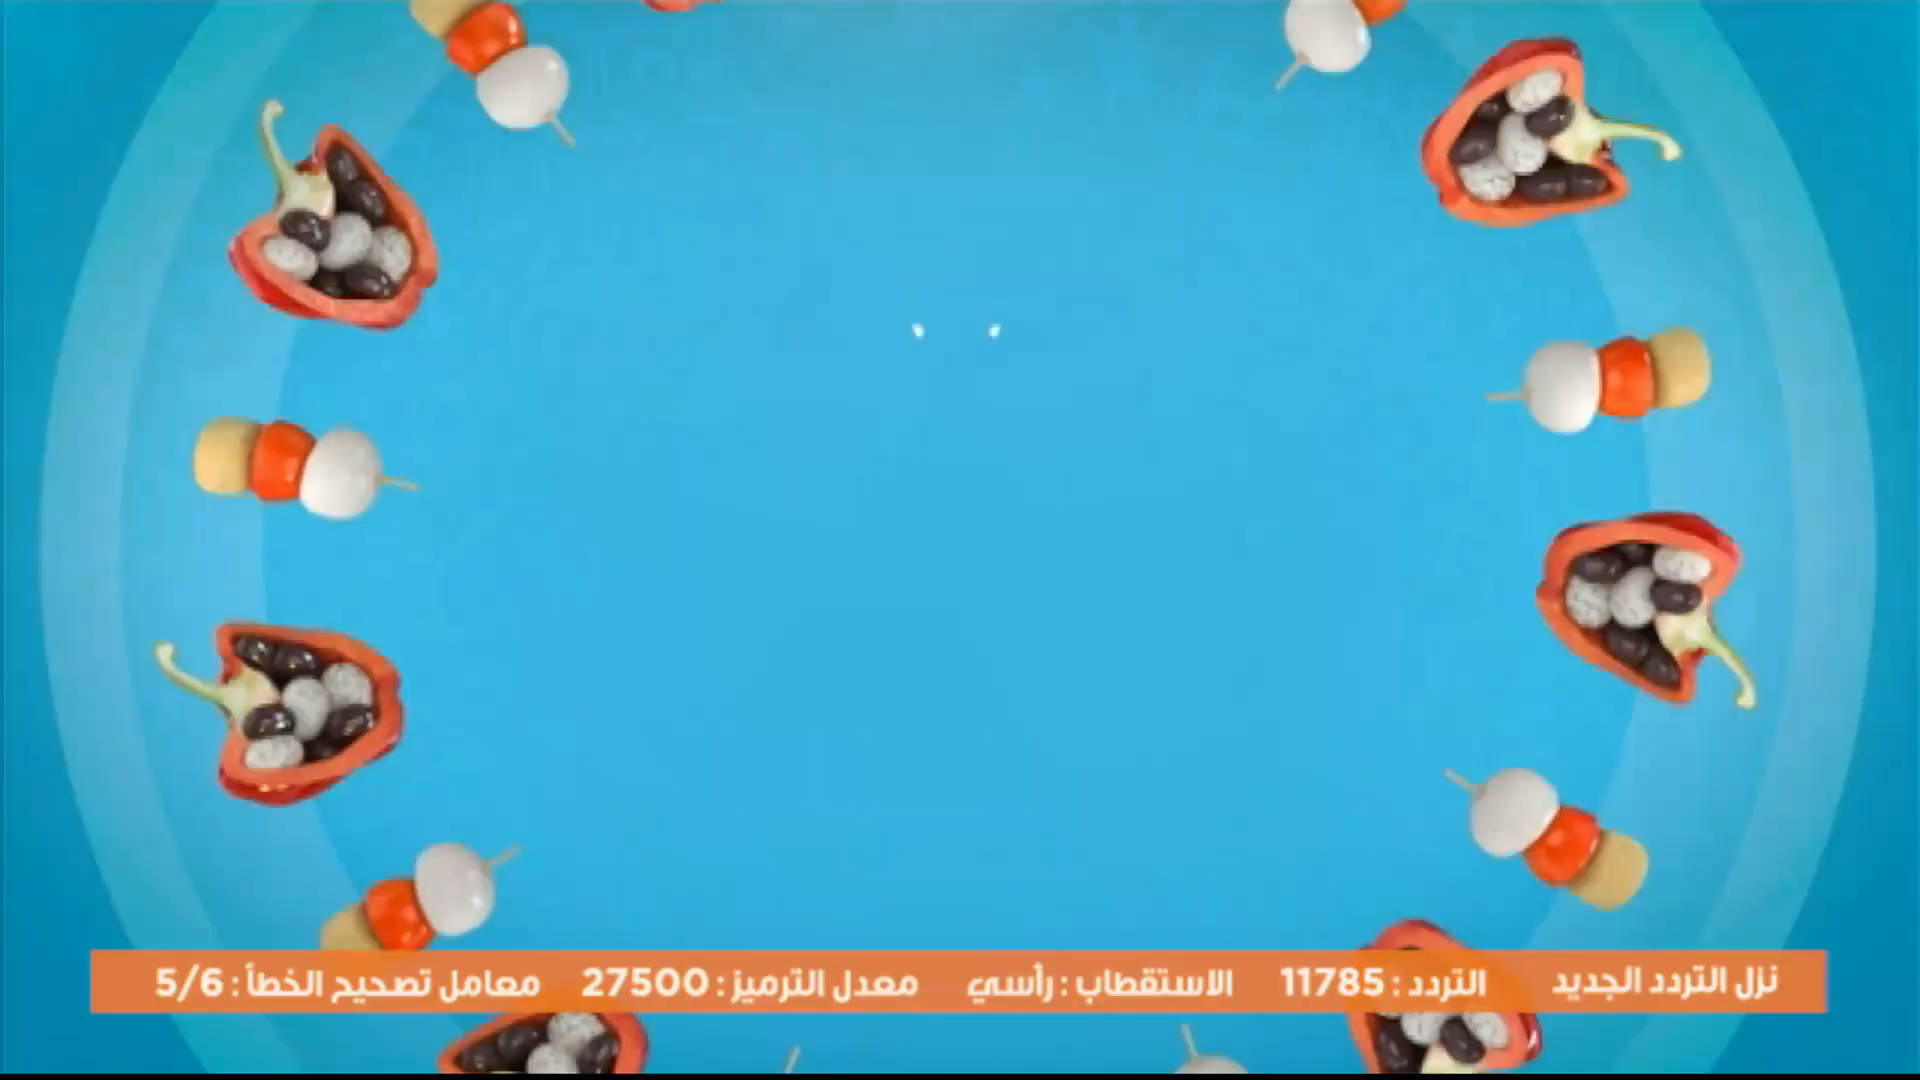 نزل التردد الجديد التردد : 11785 الاستقطاب : رأسي معدل الترميز : 27500 معامل تصحيح الخطأ : 5/6